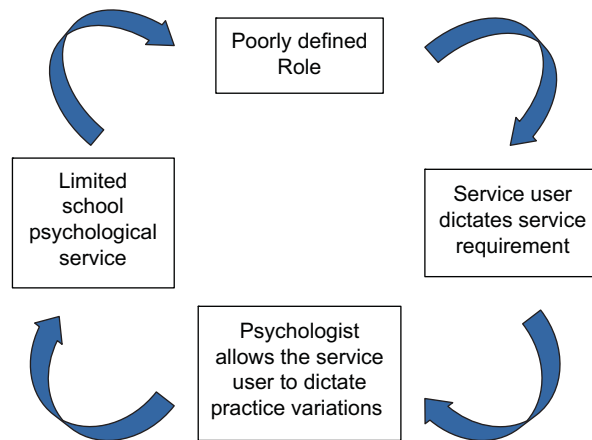 Poorly defined
Role
Service user
dictates service
requirement
Psychologist
allows the service
user to dictate
practice variations
Limited
school
psychological
service